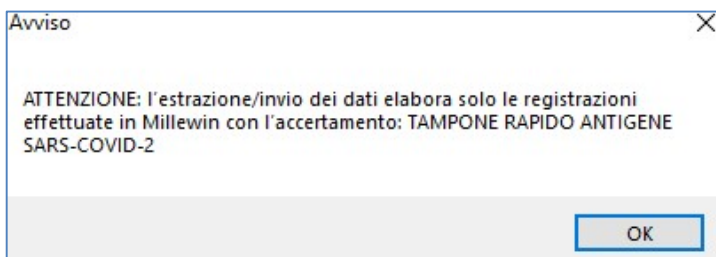 Avviso
ATTENZIONE: l'estrazione/invio dei dati elabora solo le registrazioni
effettuate in Millewin con l'accertamento: TAMPONE RAPIDO ANTIGENE
SARS-COVID-2
OK